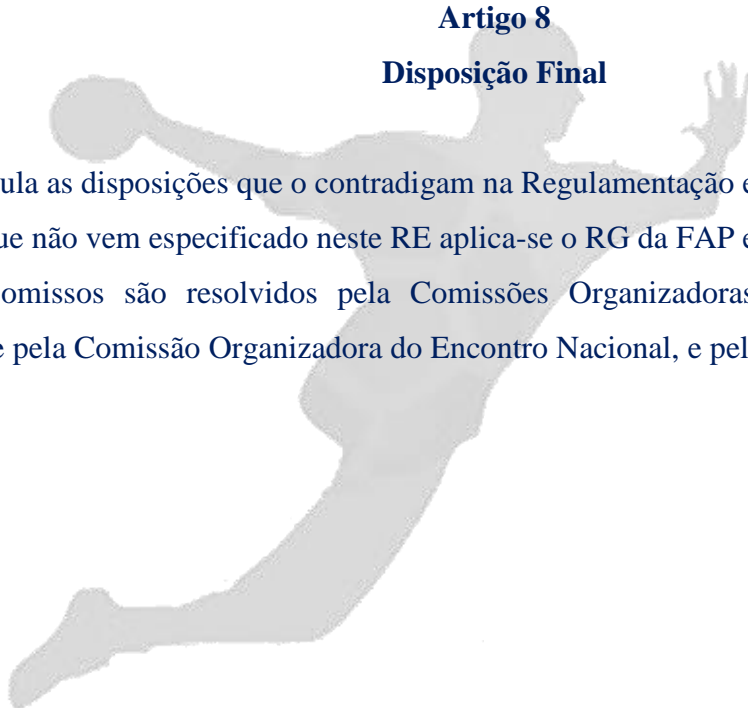 Artigo 8
Disposição Final
ula as disposições que o contradigam na Regulamentação e
ue não vem especificado neste RE aplica-se o RG da FAP e
omissos são resolvidos pela Comissões Organizadoras
e pela Comissão Organizadora do Encontro Nacional, e pel